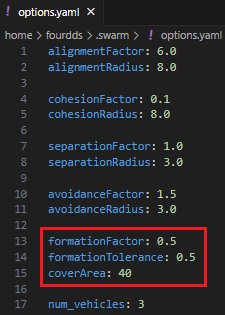 ! options.yaml ×
home > fourdds > .swarm > ! options.yaml
1 alignmentFactor: 6.0
2 alignmentRadius: 8.0
3
4 cohesionFactor: 0.1
5 cohesionRadius: 8.0
6
7 separationFactor: 1.0
8 separationRadius: 3.0
9
10 avoidanceFactor: 1.5
11 avoidanceRadius: 3.0
12
13 formationFactor: 0.5
14 formationTolerance: 0.5
15 coverArea: 40
16
17 num_vehicles: 3